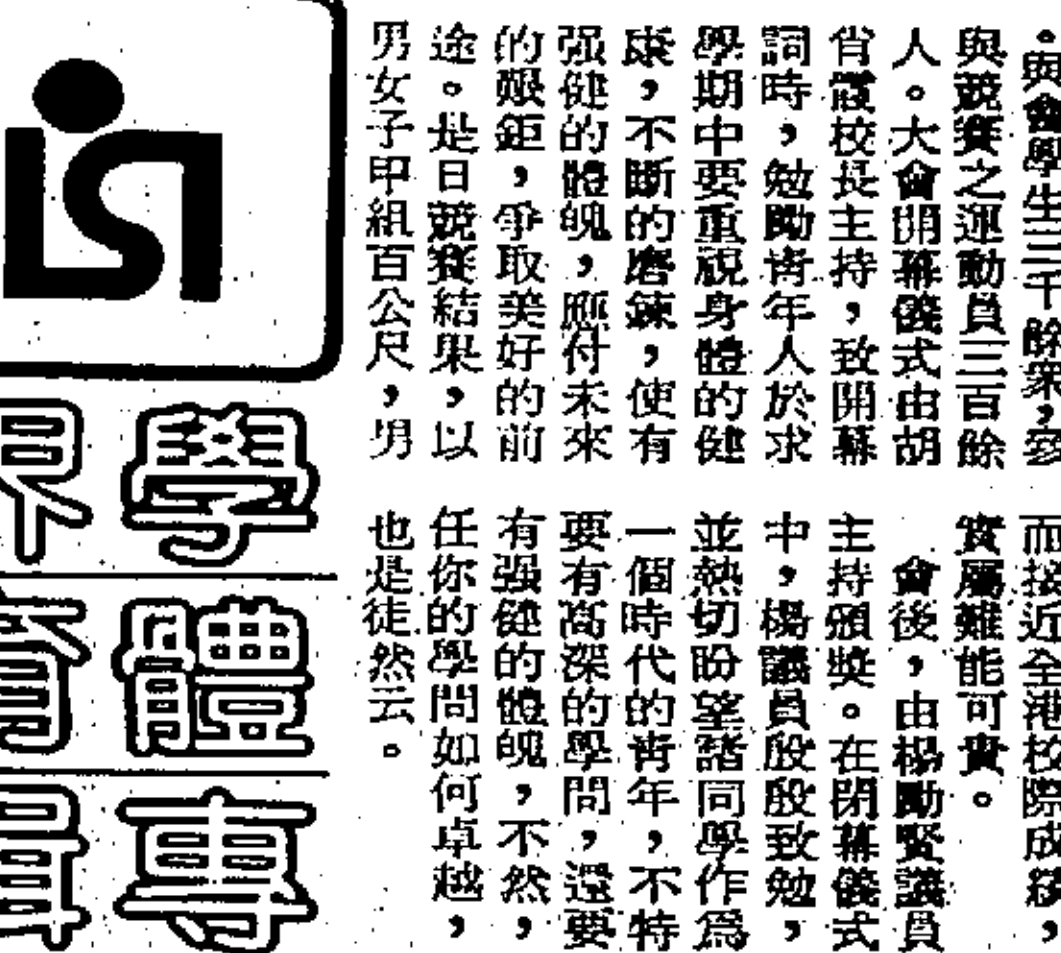 。與會學生三千餘衆，參
與競賽之運動員三百餘
人。大會開幕儀式由胡
肖霞校長主持，致開幕
詞時，勉勵靑年人於求
學期中要重視身體的健
康，不斷的磨鍊，使有
强健的體魄，應付未來
的艱鉅，爭取美好的前
途。是日競賽結果，以
男女子甲組百公尺，男
而接近全港校際成績，
實屬難能可貴。
會後，由楊勵賢議員
主持頒奬。在閉幕儀式
中，楊議員殷殷致勉，
並熱切盼望諸同學作爲
一個時代的靑年，不特
要有高深的學問，還要
有强健的體魄，不然，
任你的學問如何卓越，
也是徒然云。
學界
體育
專輯